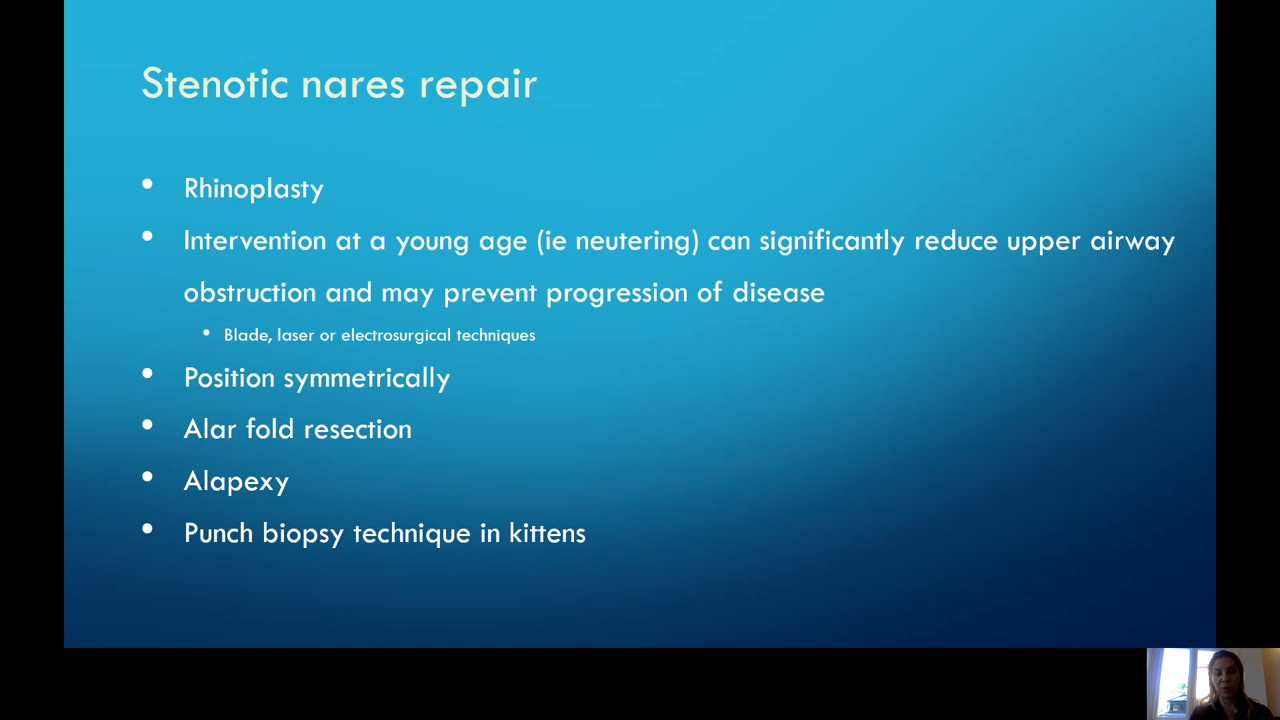 Stenotic nares repair
• Rhinoplasty
• Intervention at a young age (ie neutering) can significantly reduce upper airway
obstruction and may prevent progression of disease
• Blade, laser or electrosurgical techniques
• Position symmetrically
• Alar fold resection
• Alapexy
• Punch biopsy technique in kittens